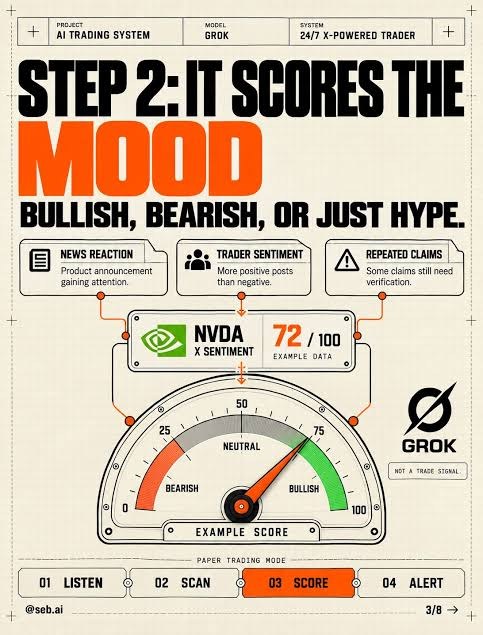 PROJECT
AI TRADING SYSTEM
MODEL
GROK
SYSTEM
24/7 X-POWERED TRADER
STEP 2: IT SCORES THE
MOOD
BULLISH, BEARISH, OR JUST HYPE.
NEWS REACTION
Product announcement
gaining attention.
TRADER SENTIMENT
More positive posts
than negative.
REPEATED CLAIMS
Some claims still need
verification.
NVDA
X SENTIMENT
72 / 100
EXAMPLE DATA
0
25
50
75
100
NEUTRAL
BEARISH
BULLISH
EXAMPLE SCORE
GROK
NOT A TRADE SIGNAL
PAPER TRADING MODE
01 LISTEN
02 SCAN
03 SCORE
04 ALERT
@seb.ai
3/8 →